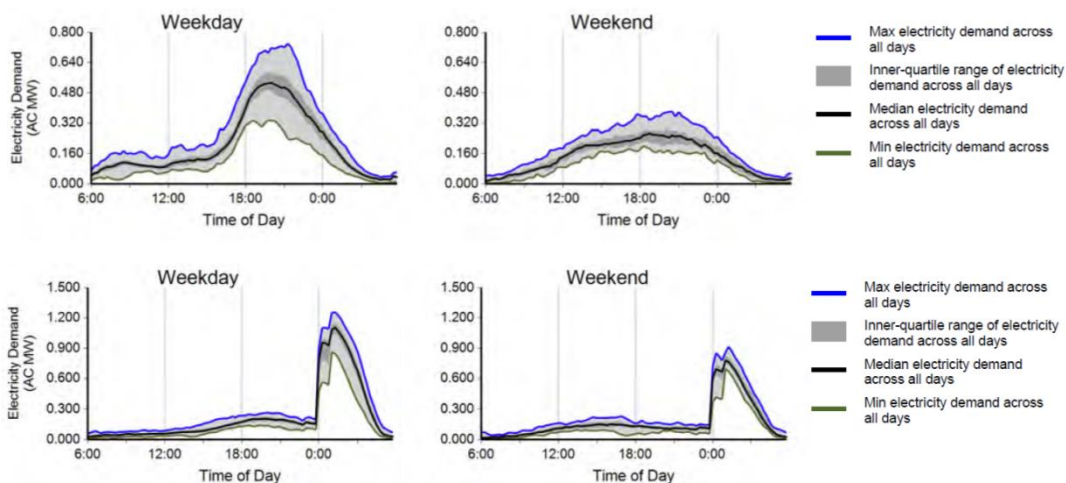 Weekday
Weekend
0.800
0.640
0.480
0.320
0.160
0.000
Electricity Demand
(AC MW)
6:00 12:00 18:00 0:00
Time of Day
6:00 12:00 18:00 0:00
Time of Day
0.800
0.640
0.480
0.320
0.160
0.000
Max electricity demand across
all days
Inner-quartile range of electricity
demand across all days
Median electricity demand
across all days
Min electricity demand across
all days
Weekday
Weekend
1.500
1.200
0.900
0.600
0.300
0.000
Electricity Demand
(AC MW)
6:00 12:00 18:00 0:00
Time of Day
1.500
1.200
0.900
0.600
0.300
0.000
6:00 12:00 18:00 0:00
Time of Day
Max electricity demand across
all days
Inner-quartile range of electricity
demand across all days
Median electricity demand
across all days
Min electricity demand across
all days